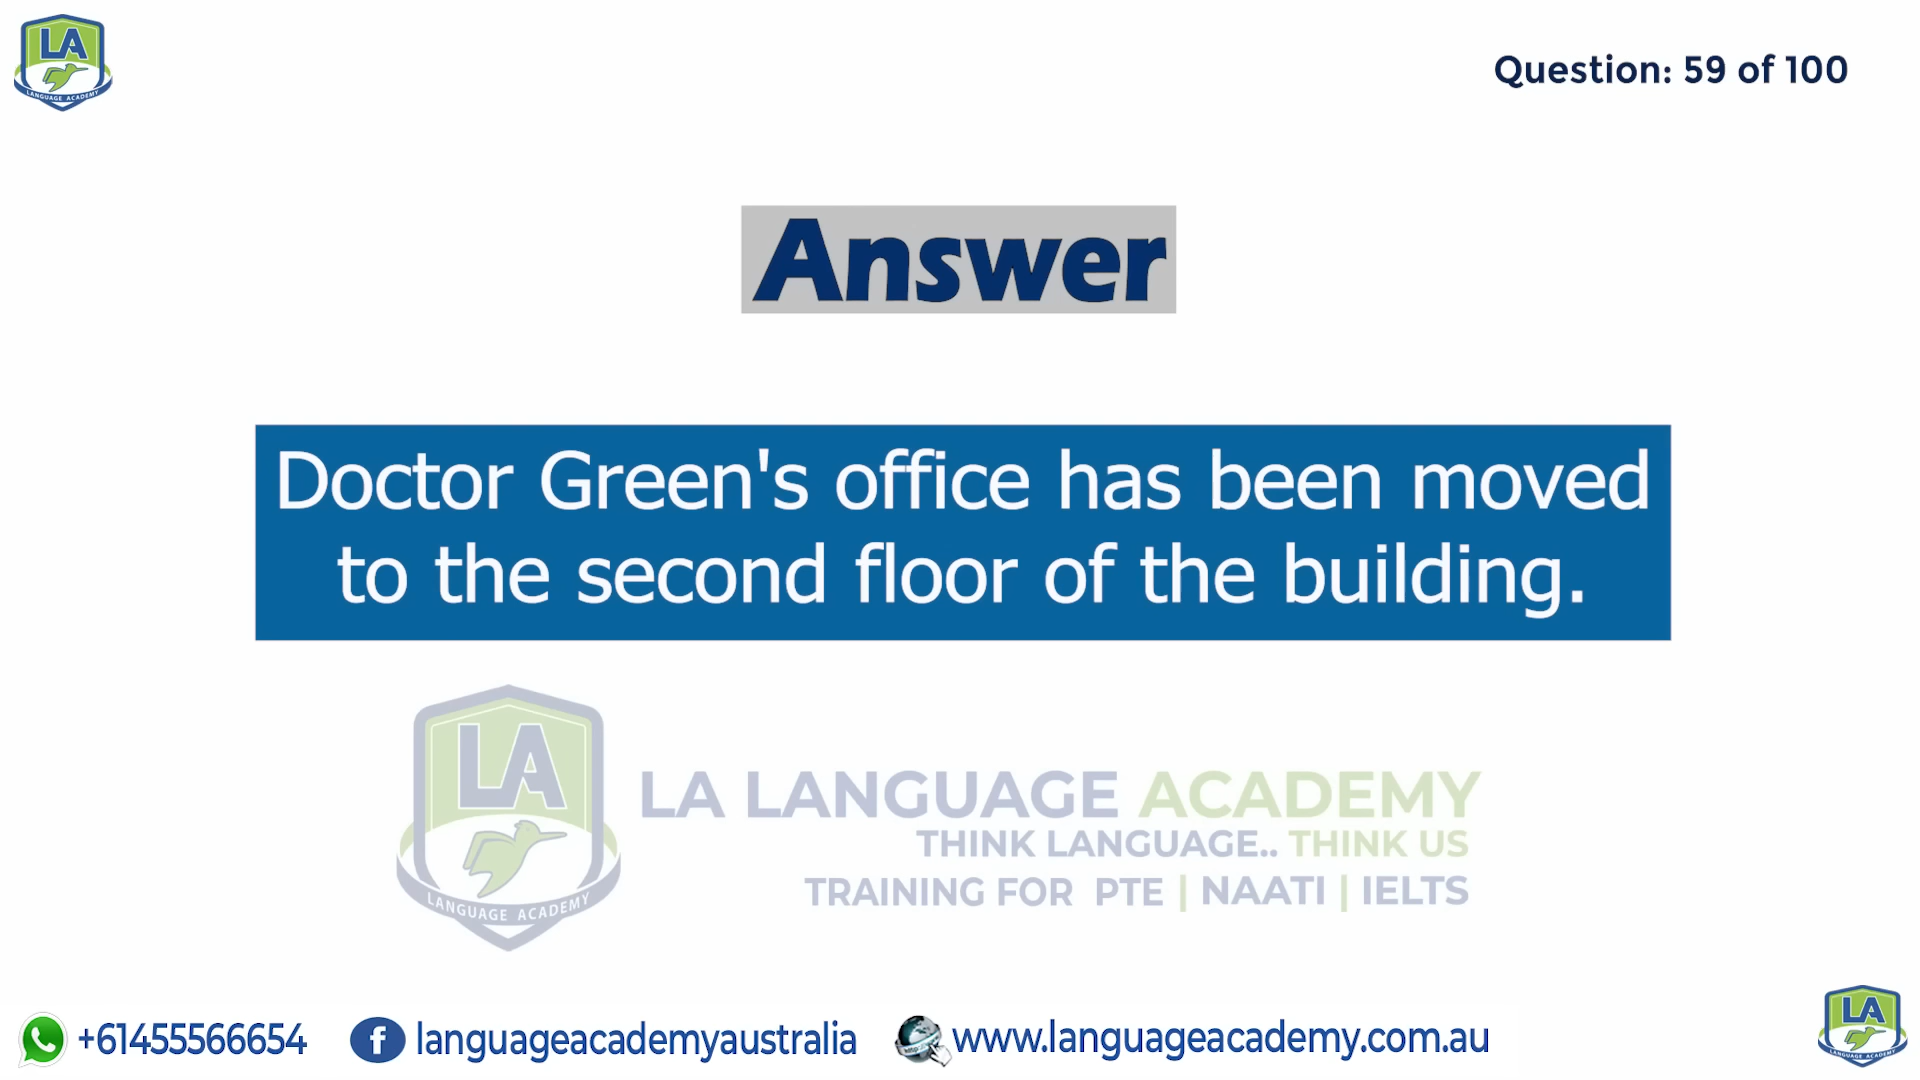 LA
LANGUAGE ACADEMY
Question: 59 of 100
Answer
Doctor Green's office has been moved
to the second floor of the building.
LA
LANGUAGE ACADEMY
LA LANGUAGE ACADEMY
THINK LANGUAGE.. THINK US
TRAINING FOR PTE | NAATI | IELTS
+61455566654
languageacademyaustralia
www.languageacademy.com.au
LA
LANGUAGE ACADEMY